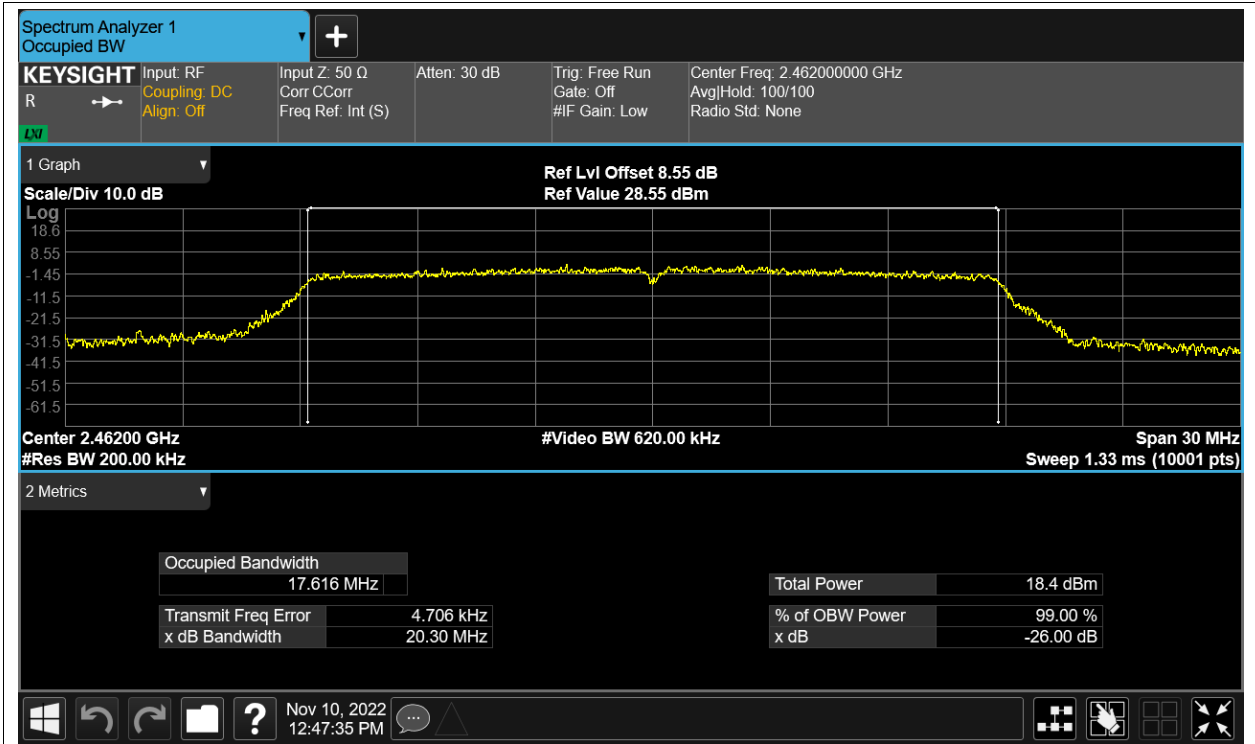 Spectrum Analyzer 1
Occupied BW
KEYSIGHT
R
LXI
Input: RF
Coupling: DC
Align: Off
Input Z: 50 Ω
Corr CCorr
Freq Ref: Int (S)
Atten: 30 dB
Trig: Free Run
Gate: Off
#IF Gain: Low
Center Freq: 2.462000000 GHz
Avg|Hold: 100/100
Radio Std: None
1 Graph
Scale/Div 10.0 dB
Ref Lvl Offset 8.55 dB
Ref Value 28.55 dBm
Log
18.6
8.55
-1.45
-11.5
-21.5
-31.5
-41.5
-51.5
-61.5
Center 2.46200 GHz
#Res BW 200.00 kHz
#Video BW 620.00 kHz
Span 30 MHz
Sweep 1.33 ms (10001 pts)
2 Metrics
Occupied Bandwidth
17.616 MHz
Transmit Freq Error 4.706 kHz
x dB Bandwidth 20.30 MHz
Total Power 18.4 dBm
% of OBW Power 99.00 %
x dB -26.00 dB
?
Nov 10, 2022
12:47:35 PM